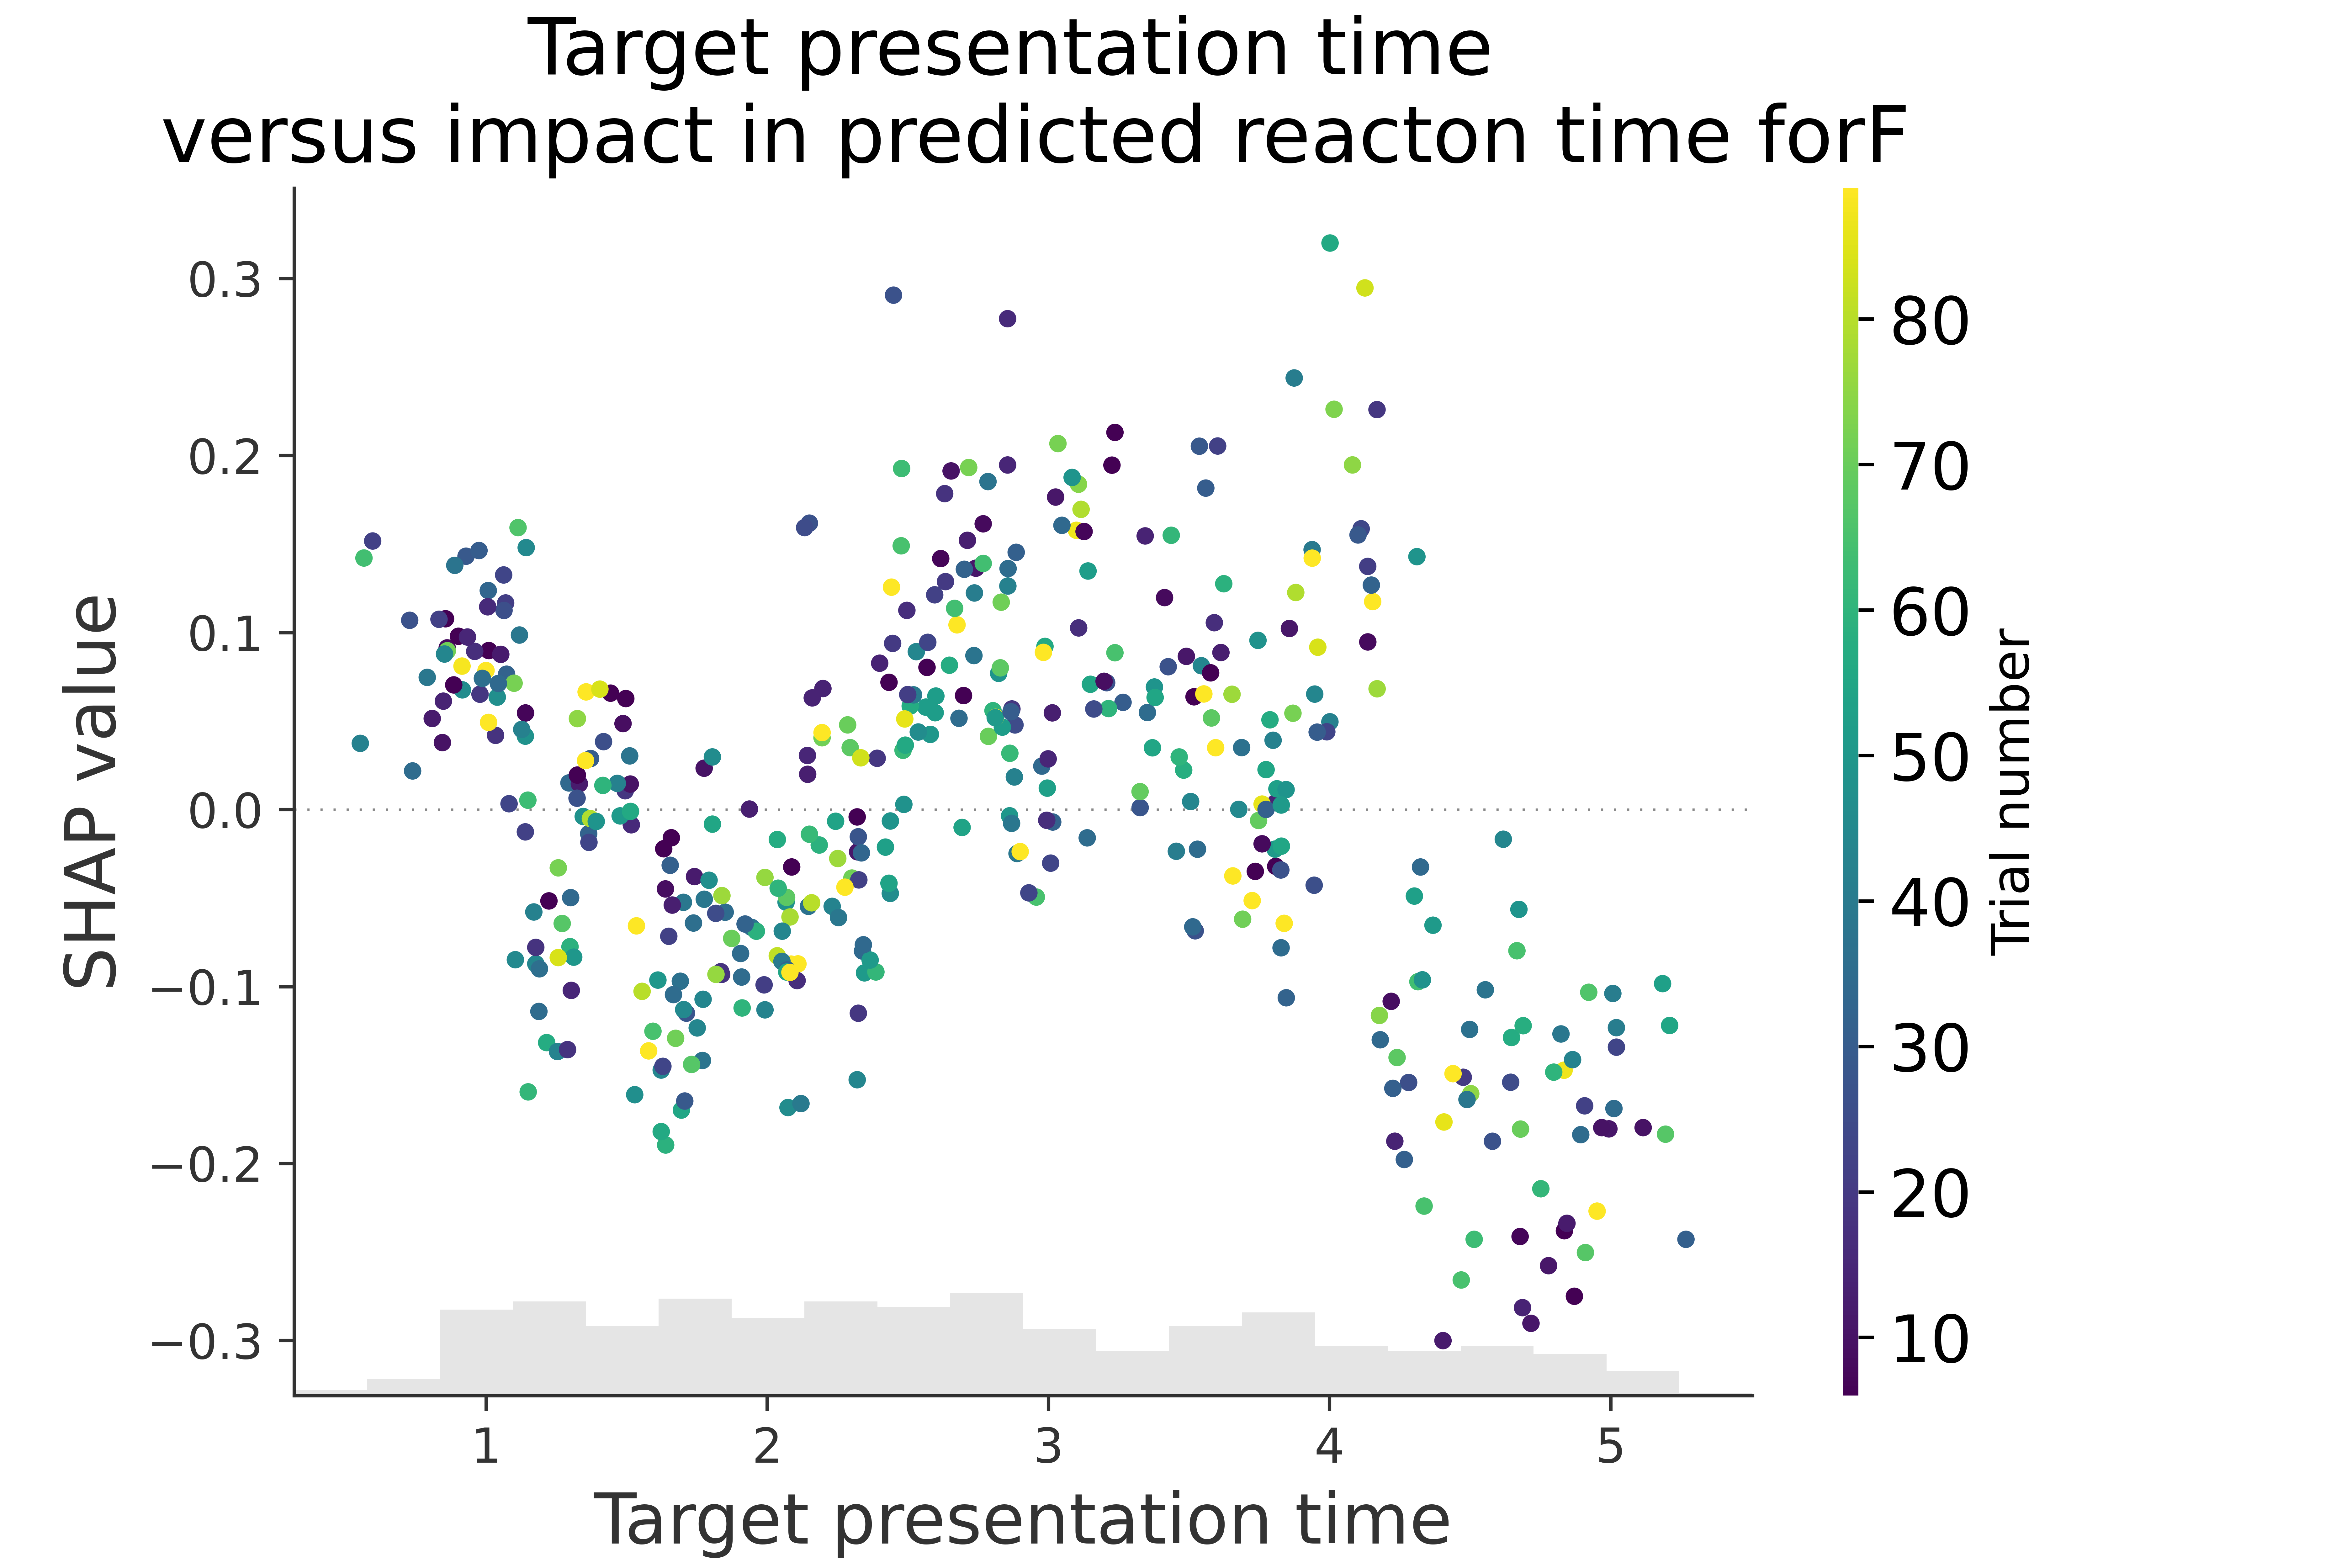 Target presentation time
versus impact in predicted reacton time forF
SHAP value
0.3
0.2
0.1
0.0
−0.1
−0.2
−0.3
1 2 3 4 5
Target presentation time
80
70
60
50
40
30
20
10
Trial number